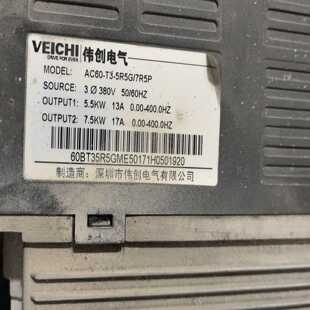 VEICHI 伟创电气
DRIVE FOR EVER
MODEL: AC60-T3-5R5G/7R5P
SOURCE: 3 Ø 380V 50/60HZ
OUTPUT1: 5.5KW 13A 0.00-400.0HZ
OUTPUT2: 7.5KW 17A 0.00-400.0HZ
60BT35R5GME50171H0501920
制造商：深圳市伟创电气有限公司